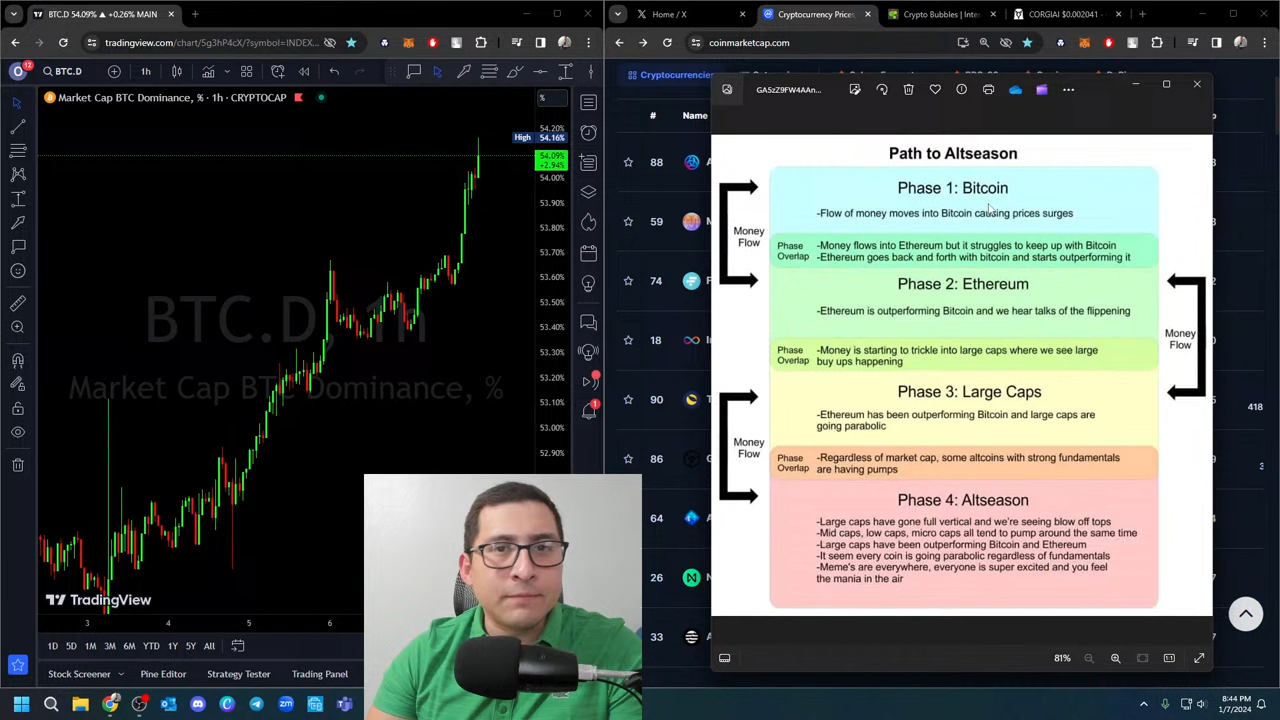 BTC.D 54.09% ▲ +0.26% MAIN
Home / X
Cryptocurrency Prices
Crypto Bubbles | Inte
CORGIAI $0.002041
tradingview.com/chart/5g3hP4cX/?symbol=INDEX
coinmarketcap.com
12
BTC.D
1h
Market Cap BTC Dominance, % · 1h · CRYPTOCAP
%
Cryptocurrencies
GASzZ9FW4AAn...
#
Name
High 54.16%
54.20%
54.09%
+2.94%
54.00%
53.90%
53.80%
53.70%
53.60%
53.50%
53.40%
53.30%
53.20%
53.10%
53.00%
52.90%
BTC.D, 1h
Market Cap BTC Dominance, %
88
59
74
18
90
86
64
26
33
418
Path to Altseason
Phase 1: Bitcoin
-Flow of money moves into Bitcoin causing prices surges
Money
Flow
Phase
Overlap
-Money flows into Ethereum but it struggles to keep up with Bitcoin
-Ethereum goes back and forth with bitcoin and starts outperforming it
Phase 2: Ethereum
-Ethereum is outperforming Bitcoin and we hear talks of the flippening
Money
Flow
Phase
Overlap
-Money is starting to trickle into large caps where we see large
buy ups happening
Phase 3: Large Caps
-Ethereum has been outperforming Bitcoin and large caps are
going parabolic
Money
Flow
Phase
Overlap
-Regardless of market cap, some altcoins with strong fundamentals
are having pumps
Phase 4: Altseason
-Large caps have gone full vertical and we're seeing blow off tops
-Mid caps, low caps, micro caps all tend to pump around the same time
-Large caps have been outperforming Bitcoin and Ethereum
-It seem every coin is going parabolic regardless of fundamentals
-Meme's are everywhere, everyone is super excited and you feel
the mania in the air
TradingView
3 4 5 6
1D 5D 1M 3M 6M YTD 1Y 5Y All
81%
Stock Screener Pine Editor Strategy Tester Trading Panel
1
8:44 PM
1/7/2024